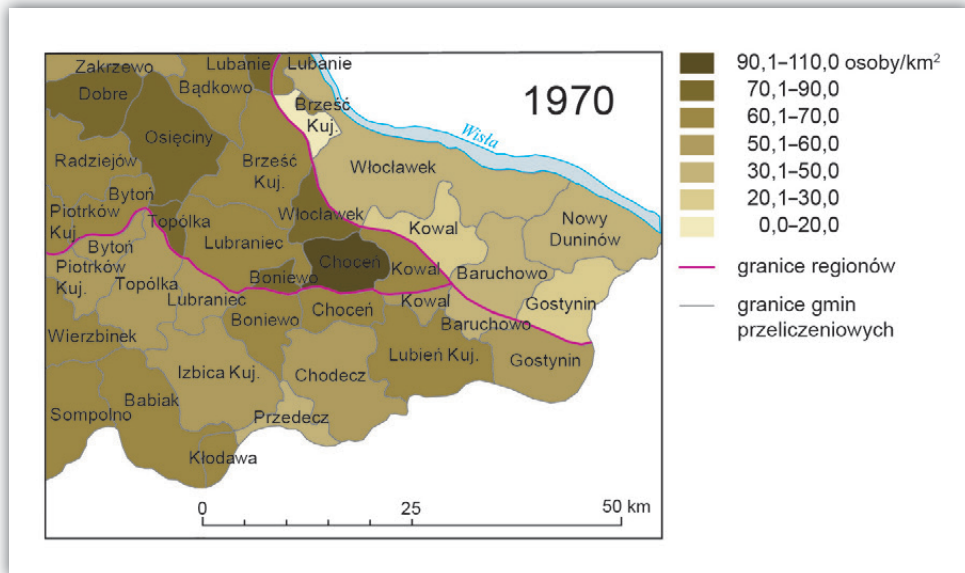 Zakrzewo
Lubanie
Lubanie
1970
Dobre
Bądkowo
Brześć
Kuj.
Osięciny
Wisła
Radziejów
Brześć
Kuj.
Włocławek
Bytoń
Piotrków
Kuj.
Topólka
Włocławek
Nowy
Duninów
Bytoń
Lubraniec
Kowal
Piotrków
Kuj.
Topólka
Boniewo
Choceń
Kowal
Baruchowo
Lubraniec
Kowal
Gostynin
Wierzbinek
Boniewo
Choceń
Baruchowo
Lubień Kuj.
Gostynin
Izbica Kuj.
Chodecz
Sompolno
Babiak
Przedecz
Kłodawa
0 25 50 km
90,1–110,0 osoby/km²
70,1–90,0
60,1–70,0
50,1–60,0
30,1–50,0
20,1–30,0
0,0–20,0
granice regionów
granice gmin
przeliczeniowych